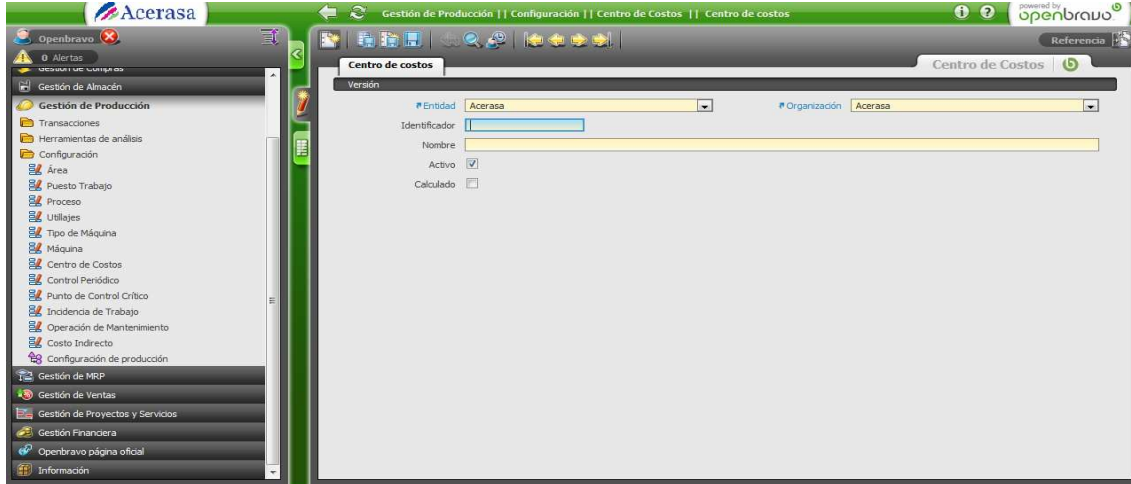 Acerasa
Gestión de Producción || Configuración || Centro de Costos || Centro de costos
powered by
openbravo
Openbravo
Referencia
0 Alertas
Gestión de Compras
Centro de costos
Centro de Costos
Gestión de Almacén
Versión
Gestión de Producción
Entidad Acerasa
Organización Acerasa
Transacciones
Identificador
Herramientas de análisis
Nombre
Configuración
Activo
Área
Calculado
Puesto Trabajo
Proceso
Utillajes
Tipo de Máquina
Máquina
Centro de Costos
Control Periódico
Punto de Control Crítico
Incidencia de Trabajo
Operación de Mantenimiento
Costo Indirecto
Configuración de producción
Gestión de MRP
Gestión de Ventas
Gestión de Proyectos y Servicios
Gestión Financiera
Openbravo página oficial
Información